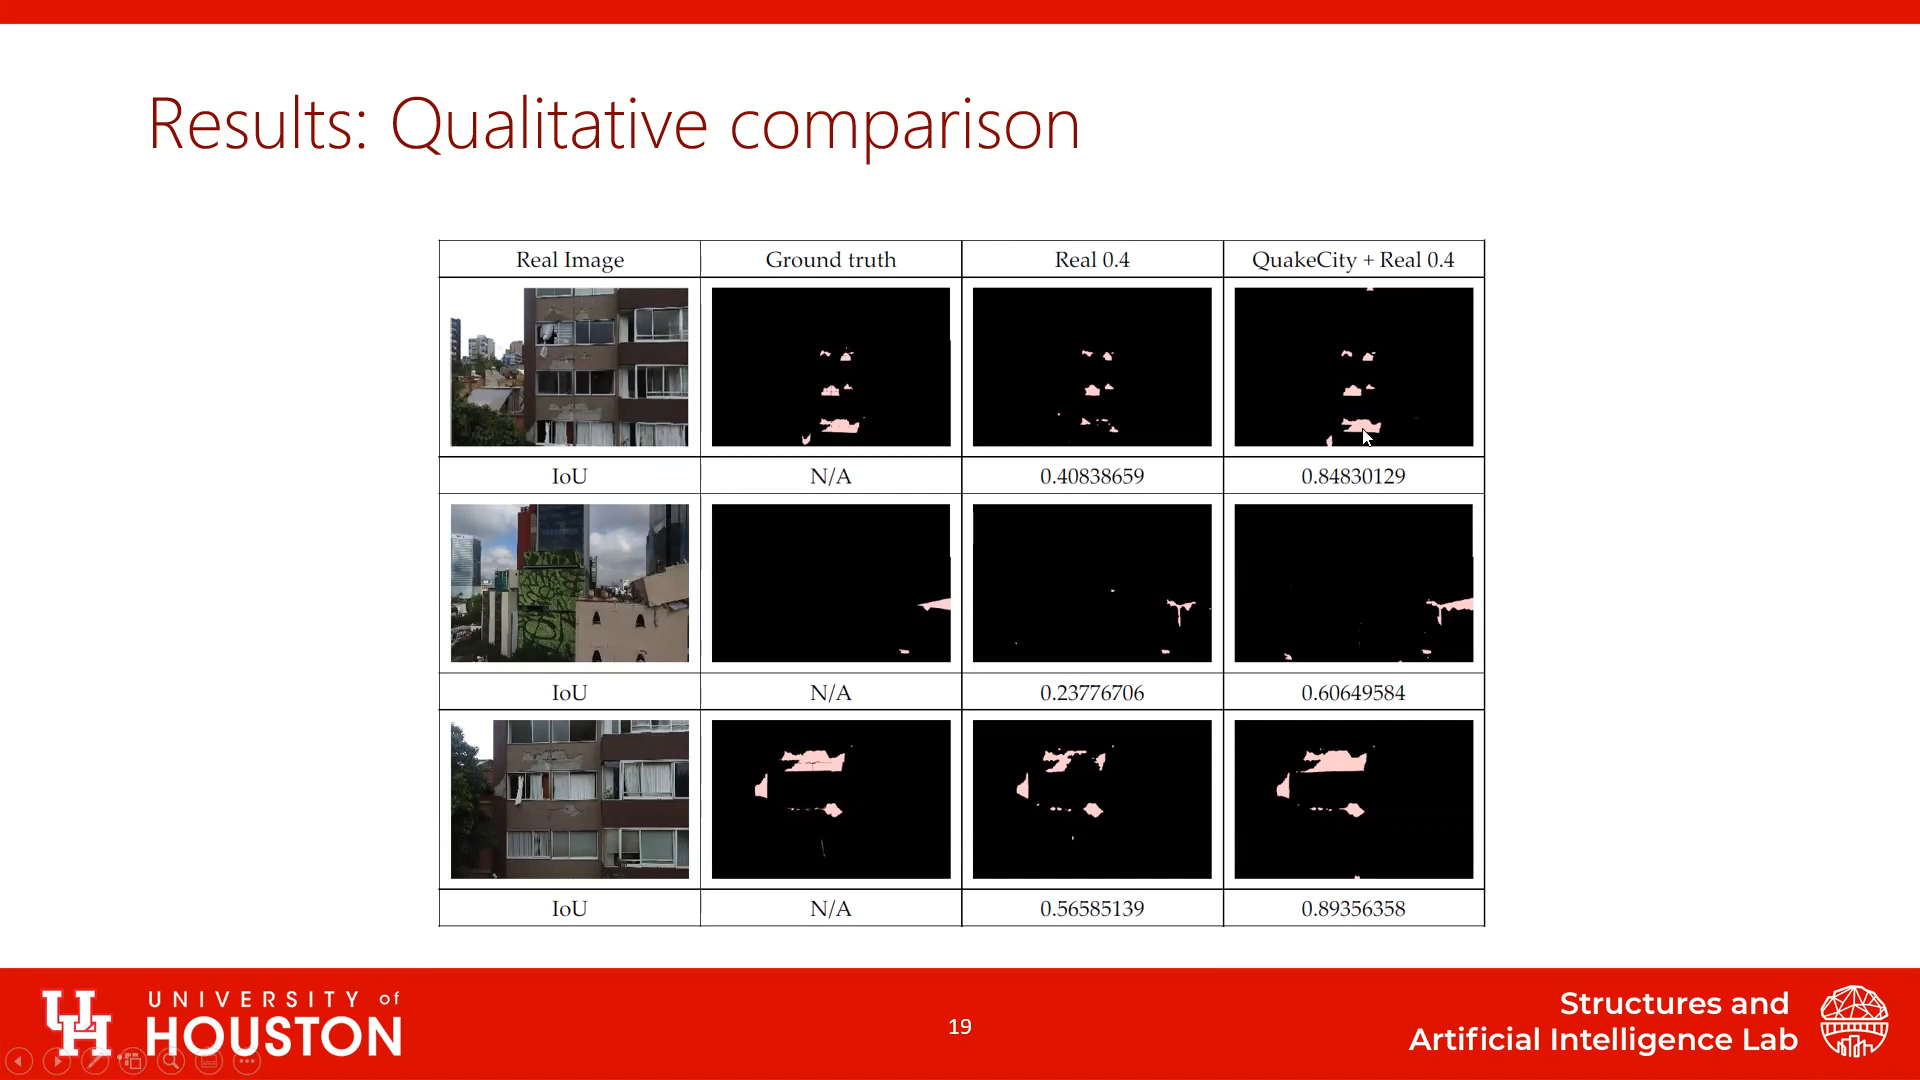 Results: Qualitative comparison
Real Image Ground truth Real 0.4 QuakeCity + Real 0.4
IoU N/A 0.40838659 0.84830129
IoU N/A 0.23776706 0.60649584
IoU N/A 0.56585139 0.89356358
UNIVERSITY of
HOUSTON
19
Structures and
Artificial Intelligence Lab